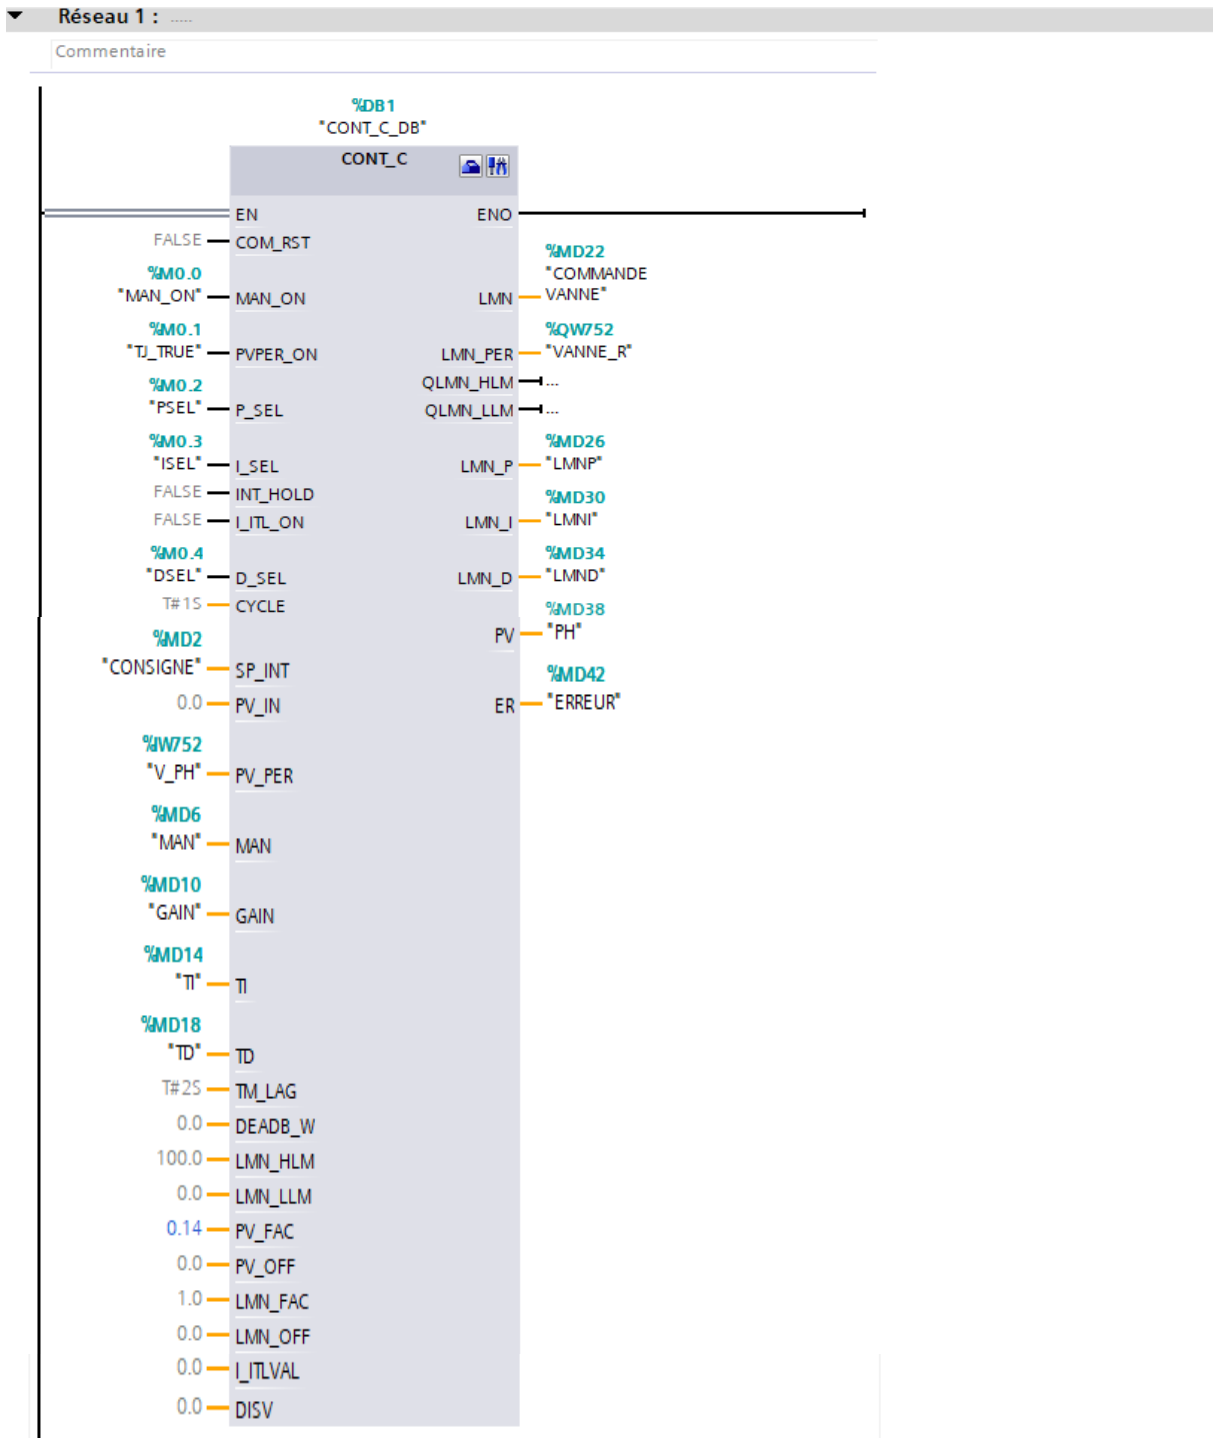 Réseau 1 : .....
Commentaire
%DB1
"CONT_C_DB"
CONT_C
EN ENO
FALSE COM_RST
%MD22
%M0.0 "COMMANDE
"MAN_ON" MAN_ON LMN VANNE"
%M0.1 %QW752
"TJ_TRUE" PVPER_ON LMN_PER "VANNE_R"
QLMN_HLM ...
%M0.2
"PSEL" P_SEL QLMN_LLM ...
%M0.3 %MD26
"ISEL" I_SEL LMN_P "LMNP"
FALSE INT_HOLD %MD30
FALSE I_ITL_ON LMN_I "LMNI"
%M0.4 %MD34
"DSEL" D_SEL LMN_D "LMND"
T#1S CYCLE %MD38
%MD2 PV "PH"
"CONSIGNE" SP_INT %MD42
0.0 PV_IN ER "ERREUR"
%IW752
"V_PH" PV_PER
%MD6
"MAN" MAN
%MD10
"GAIN" GAIN
%MD14
"TI" TI
%MD18
"TD" TD
T#2S TM_LAG
0.0 DEADB_W
100.0 LMN_HLM
0.0 LMN_LLM
0.14 PV_FAC
0.0 PV_OFF
1.0 LMN_FAC
0.0 LMN_OFF
0.0 I_ITLVAL
0.0 DISV